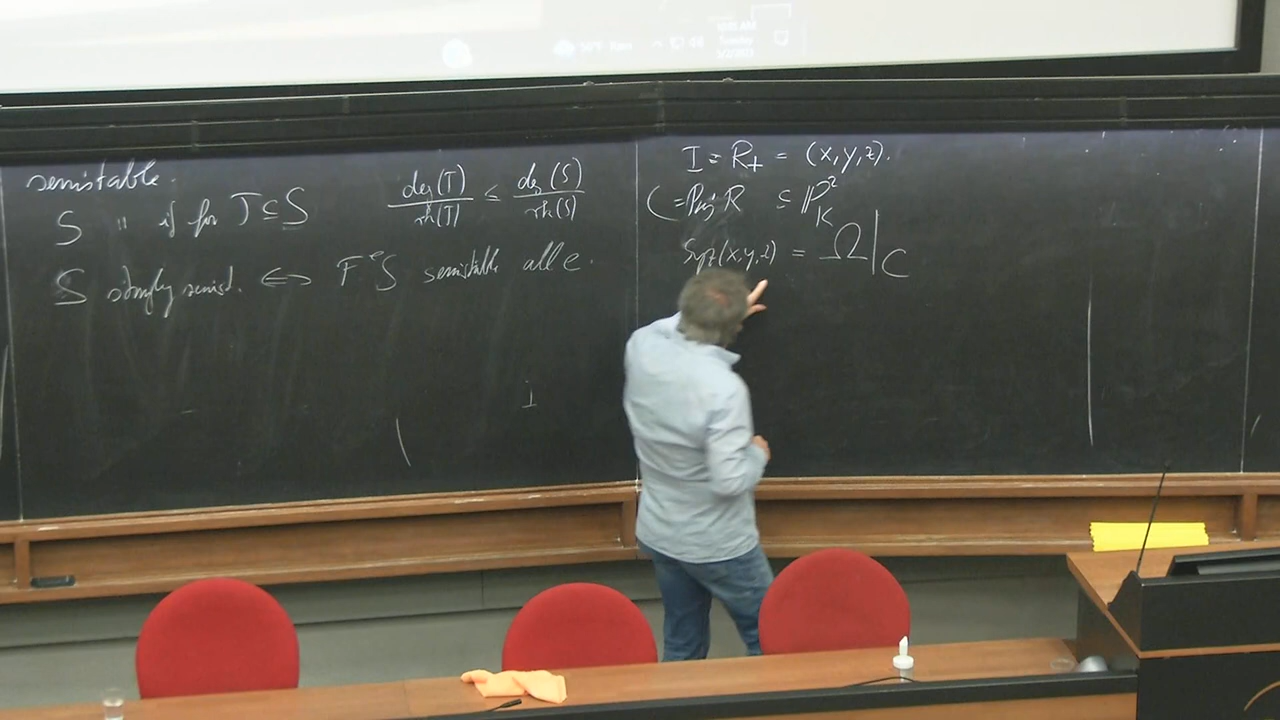 semistable.
S " if for T ⊆ S deg(T)/rk(T) ≤ deg(S)/rk(S)
S strongly semist. ⇔ F^e S semistable all e.
I = R₊ = (x,y,z).
C = Proj R ⊆ ℙ²_K
Syz(x,y,z) = Ω|_C